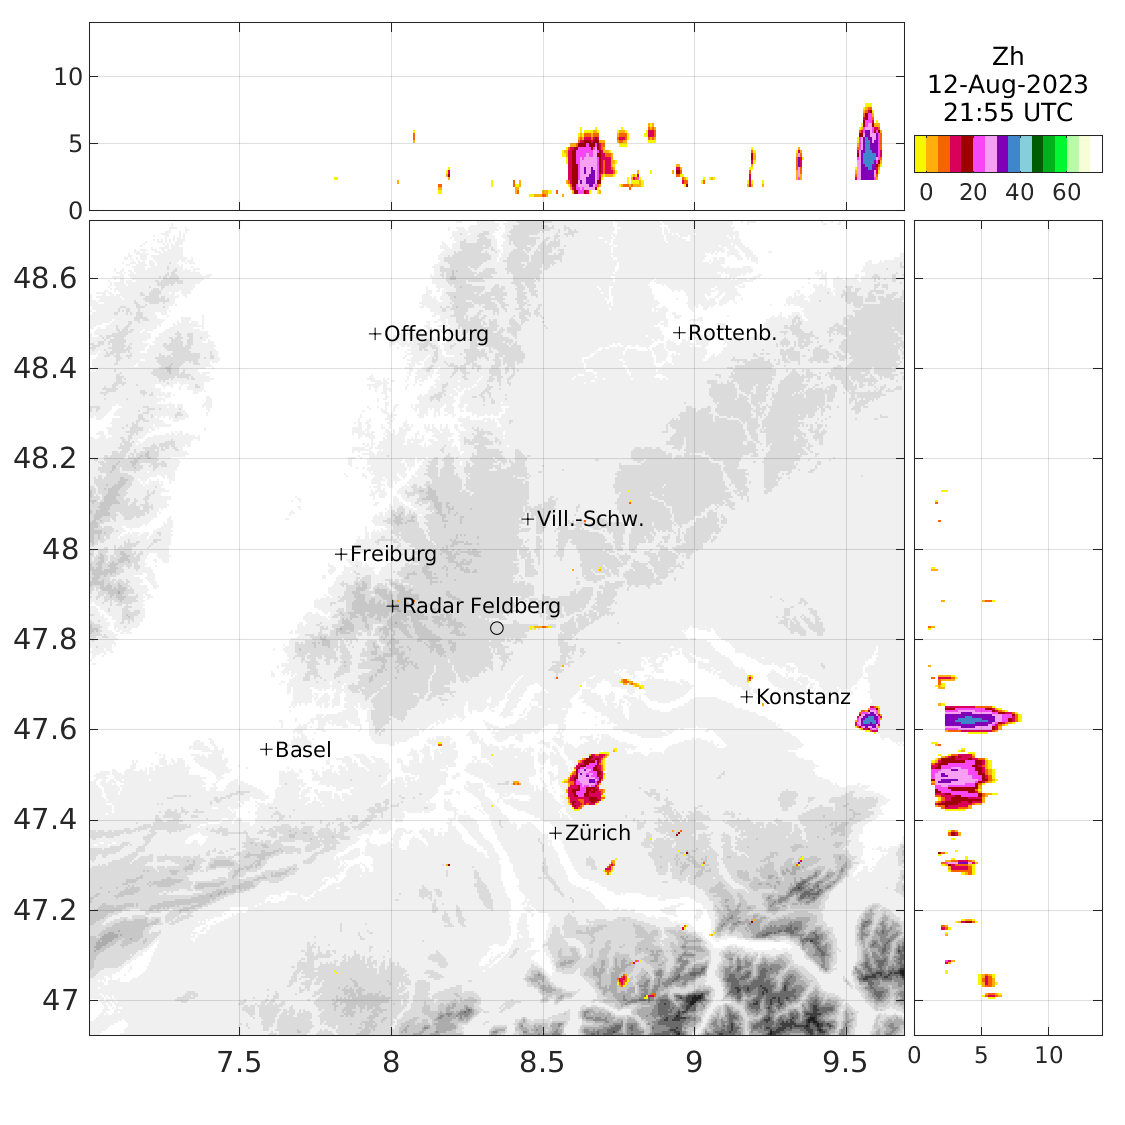 Zh
12-Aug-2023
21:55 UTC
10
5
0
0 20 40 60
48.6
48.4
48.2
48
47.8
47.6
47.4
47.2
47
+Offenburg
+Rottenb.
+Vill.-Schw.
+Freiburg
+Radar Feldberg
+Konstanz
+Basel
+Zürich
7.5 8 8.5 9 9.5
0 5 10